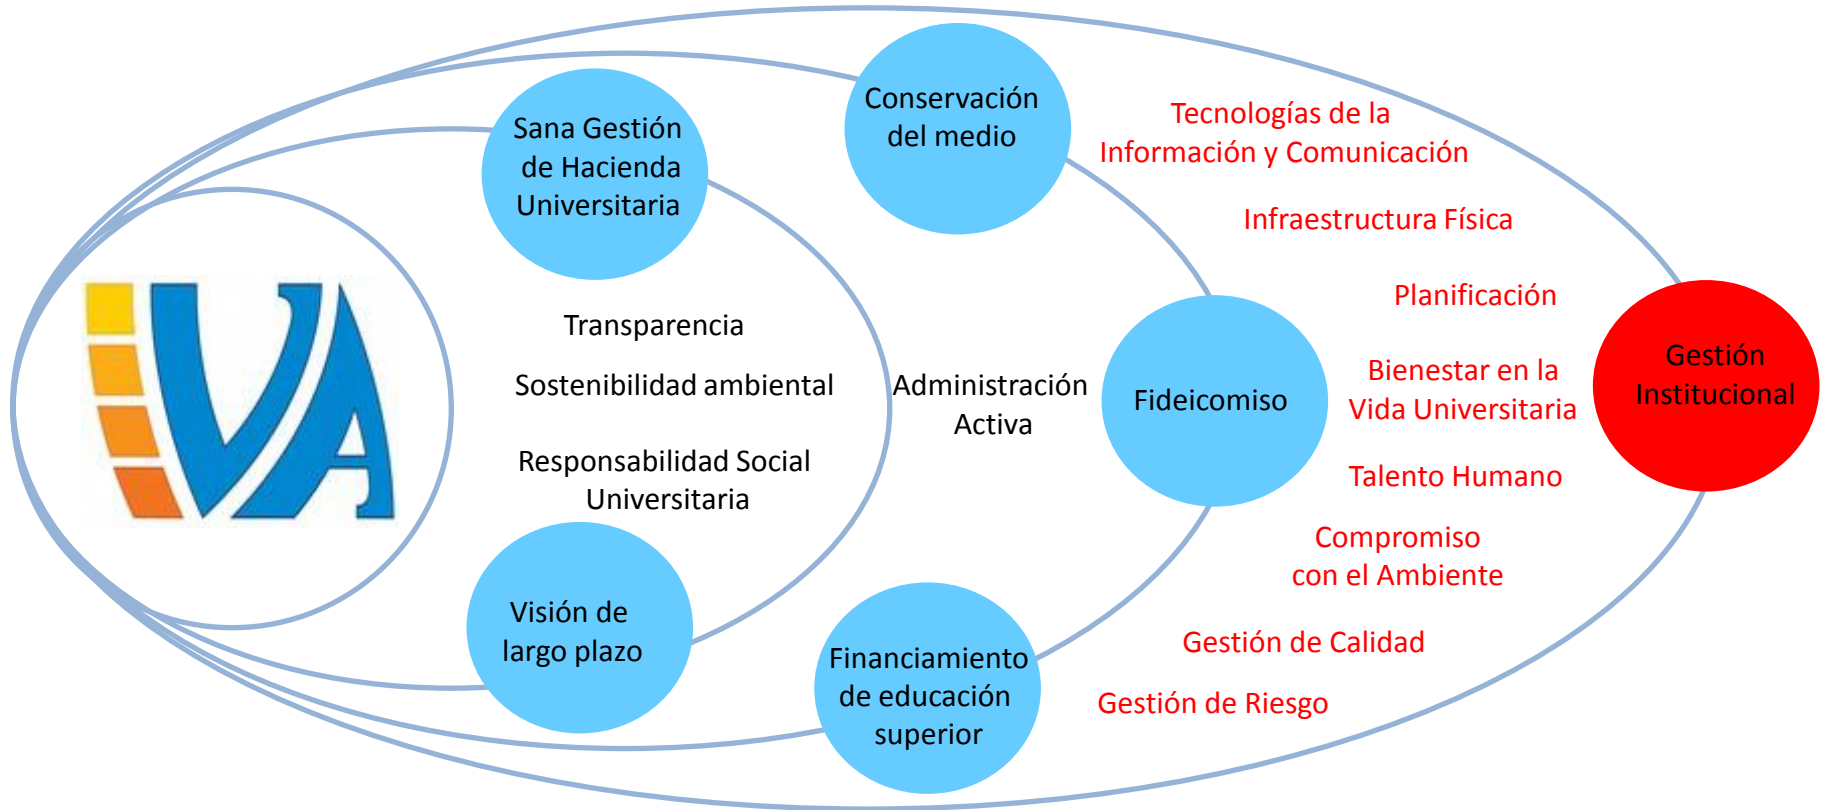 VA
Sana Gestión
de Hacienda
Universitaria
Transparencia
Sostenibilidad ambiental
Responsabilidad Social
Universitaria
Visión de
largo plazo
Conservación
del medio
Administración
Activa
Fideicomiso
Financiamiento
de educación
superior
Tecnologías de la
Información y Comunicación
Infraestructura Física
Planificación
Bienestar en la
Vida Universitaria
Talento Humano
Compromiso
con el Ambiente
Gestión de Calidad
Gestión de Riesgo
Gestión
Institucional